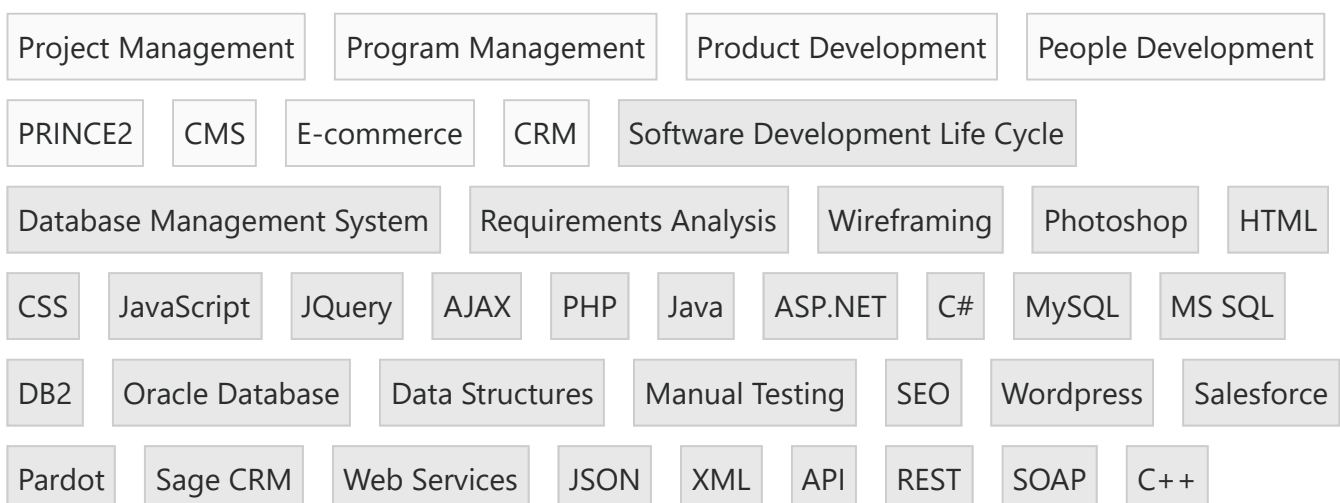 Project Management Program Management Product Development People Development
PRINCE2 CMS E-commerce CRM Software Development Life Cycle
Database Management System Requirements Analysis Wireframing Photoshop HTML
CSS JavaScript JQuery AJAX PHP Java ASP.NET C# MySQL MS SQL
DB2 Oracle Database Data Structures Manual Testing SEO Wordpress Salesforce
Pardot Sage CRM Web Services JSON XML API REST SOAP C++